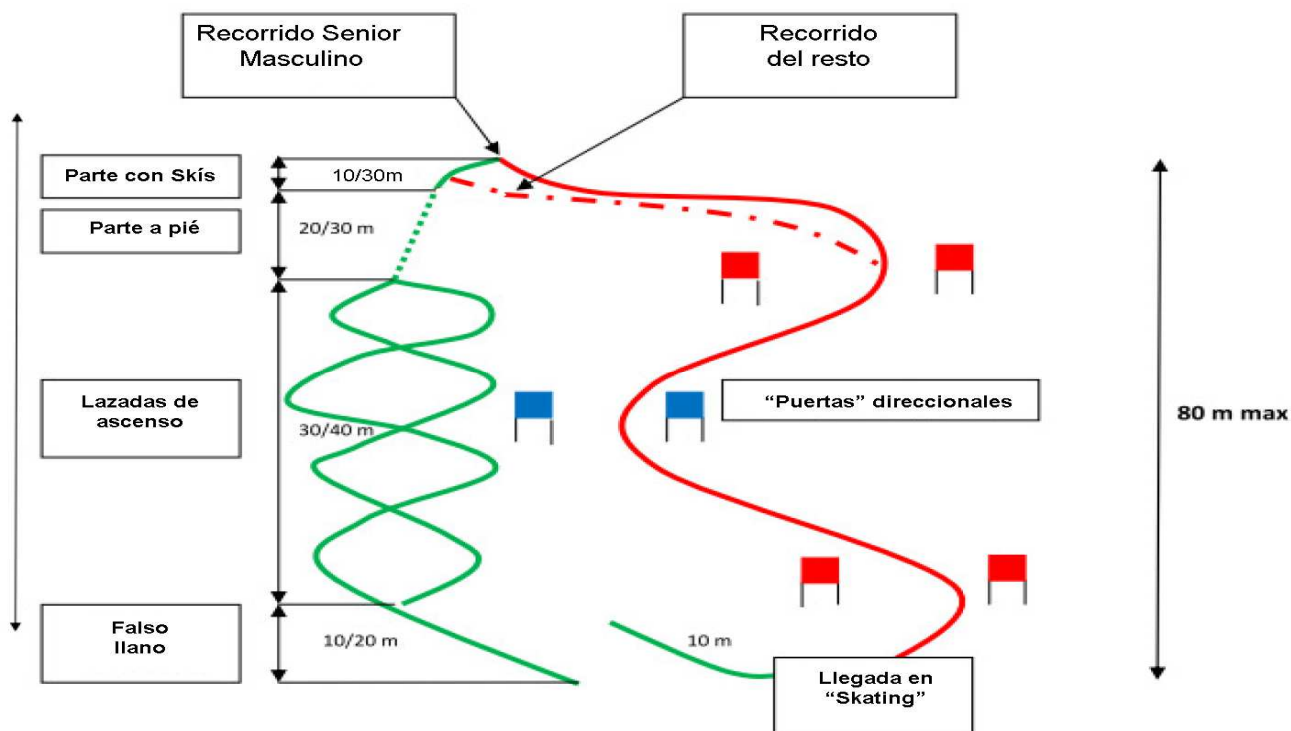 Recorrido Senior
Masculino
Recorrido
del resto
Parte con Skís
10/30m
Parte a pié
20/30 m
Lazadas de
ascenso
30/40 m
“Puertas” direccionales
80 m max
Falso
llano
10/20 m
10 m
Llegada en
“Skating”